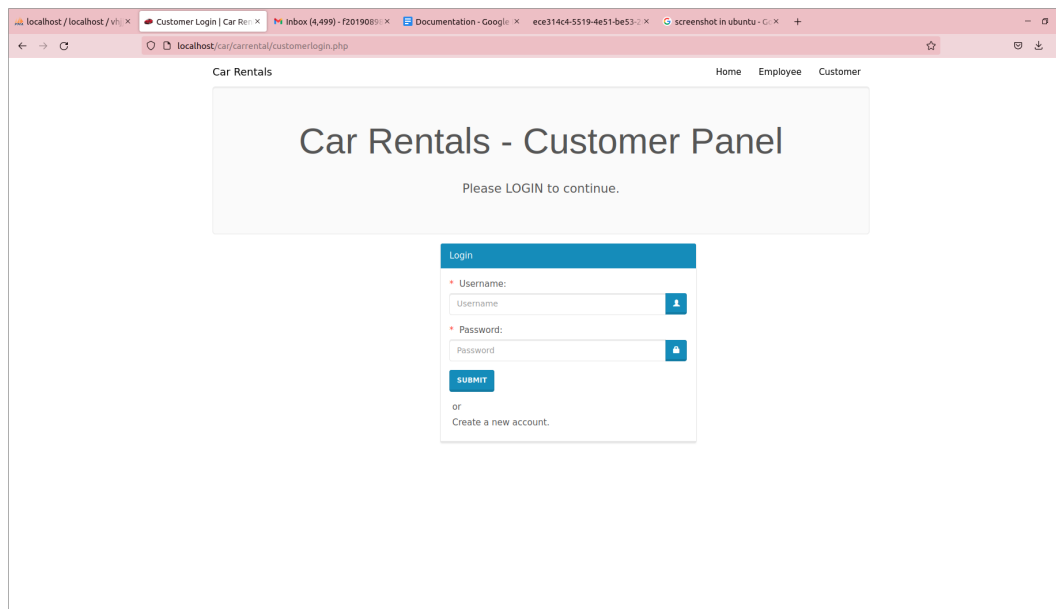 localhost / localhost / vh
Customer Login | Car Ren
Inbox (4,499) - f2019089
Documentation - Google
ece314c4-5519-4e51-be53-2
screenshot in ubuntu - Go
localhost/car/carrental/customerlogin.php
Car Rentals Home Employee Customer
Car Rentals - Customer Panel
Please LOGIN to continue.
Login
* Username:
Username
* Password:
Password
SUBMIT
or
Create a new account.